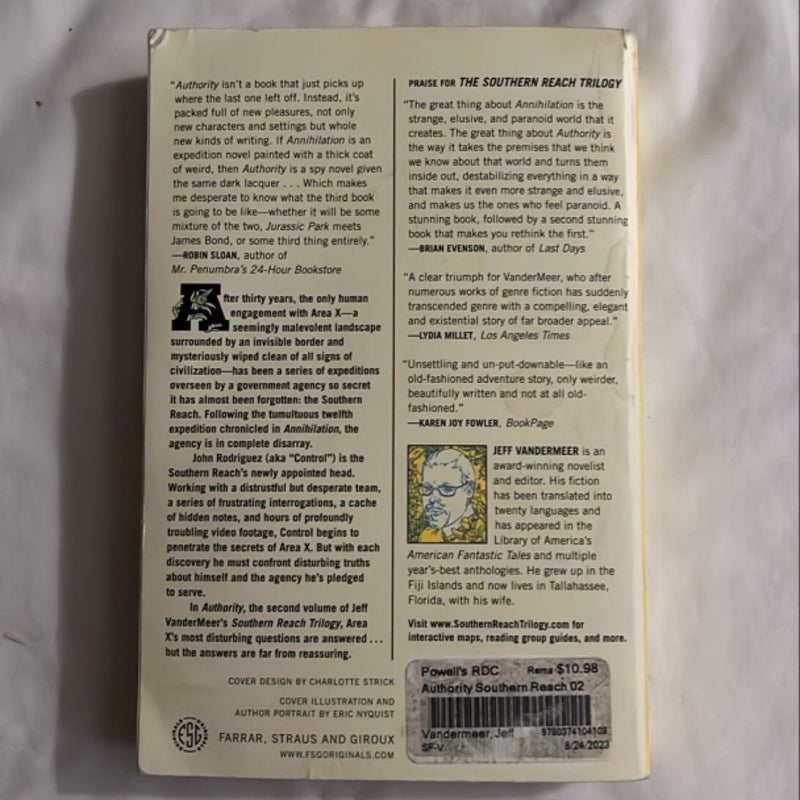 "Authority isn't a book that just picks up
where the last one left off. Instead, it's
packed full of new pleasures, not only
new characters and settings but whole
new kinds of writing. If Annihilation is an
expedition novel painted with a thick coat
of weird, then Authority is a spy novel given
the same dark lacquer . . . Which makes
me desperate to know what the third book
is going to be like—whether it will be some
mixture of the two, Jurassic Park meets
James Bond, or some third thing entirely."
—ROBIN SLOAN, author of
Mr. Penumbra's 24-Hour Bookstore
After thirty years, the only human
engagement with Area X—a
seemingly malevolent landscape
surrounded by an invisible border and
mysteriously wiped clean of all signs of
civilization—has been a series of expeditions
overseen by a government agency so secret
it has almost been forgotten: the Southern
Reach. Following the tumultuous twelfth
expedition chronicled in Annihilation, the
agency is in complete disarray.
John Rodriguez (aka "Control") is the
Southern Reach's newly appointed head.
Working with a distrustful but desperate team,
a series of frustrating interrogations, a cache
of hidden notes, and hours of profoundly
troubling video footage, Control begins to
penetrate the secrets of Area X. But with each
discovery he must confront disturbing truths
about himself and the agency he's pledged
to serve.
In Authority, the second volume of Jeff
VanderMeer's Southern Reach Trilogy, Area
X's most disturbing questions are answered . . .
but the answers are far from reassuring.
COVER DESIGN BY CHARLOTTE STRICK
COVER ILLUSTRATION AND
AUTHOR PORTRAIT BY ERIC NYQUIST
FSG
FARRAR, STRAUS AND GIROUX
WWW.FSGORIGINALS.COM
PRAISE FOR THE SOUTHERN REACH TRILOGY
"The great thing about Annihilation is the
strange, elusive, and paranoid world that it
creates. The great thing about Authority is
the way it takes the premises that we think
we know about that world and turns them
inside out, destabilizing everything in a way
that makes it even more strange and elusive,
and makes us the ones who feel paranoid. A
stunning book, followed by a second stunning
book that makes you rethink the first."
—BRIAN EVENSON, author of Last Days
"A clear triumph for VanderMeer, who after
numerous works of genre fiction has suddenly
transcended genre with a compelling, elegant
and existential story of far broader appeal."
—LYDIA MILLET, Los Angeles Times
"Unsettling and un-put-downable—like an
old-fashioned adventure story, only weirder,
beautifully written and not at all old-
fashioned."
—KAREN JOY FOWLER, BookPage
JEFF VANDERMEER is an
award-winning novelist
and editor. His fiction
has been translated into
twenty languages and
has appeared in the
Library of America's
American Fantastic Tales and multiple
year's-best anthologies. He grew up in the
Fiji Islands and now lives in Tallahassee,
Florida, with his wife.
Visit www.SouthernReachTrilogy.com for
interactive maps, reading group guides, and more.
Powell's RDC Rems $10.98
Authority Southern Reach 02
Vandermeer, Jeff 9780374104108
SF-V 8/24/2023